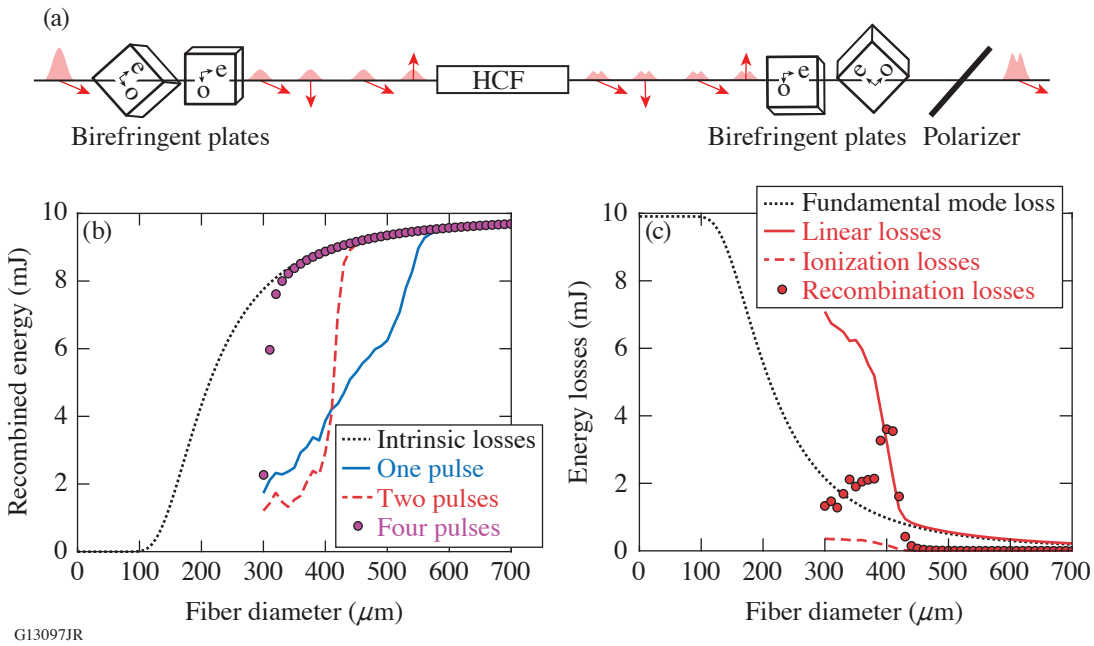 (a)
e
o
e
o
HCF
o
e
e
o
Birefringent plates
Birefringent plates
Polarizer
Recombined energy (mJ)
10
8
6
4
2
0
(b)
Intrinsic losses
One pulse
Two pulses
Four pulses
0 100 200 300 400 500 600 700
Fiber diameter (μm)
Energy losses (mJ)
10
8
6
4
2
0
(c)
Fundamental mode loss
Linear losses
Ionization losses
Recombination losses
0 100 200 300 400 500 600 700
Fiber diameter (μm)
G13097JR